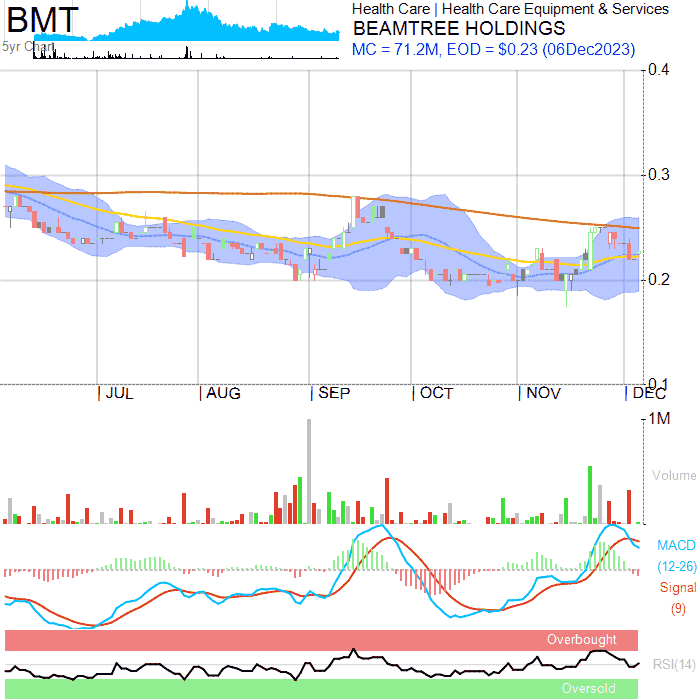 BMT
5yr Chart
Health Care | Health Care Equipment & Services
BEAMTREE HOLDINGS
MC = 71.2M, EOD = $0.23 (06Dec2023)
0.4
0.3
0.2
0.1
JUL
AUG
SEP
OCT
NOV
DEC
1M
Volume
MACD
(12-26)
Signal
(9)
Overbought
RSI(14)
Oversold